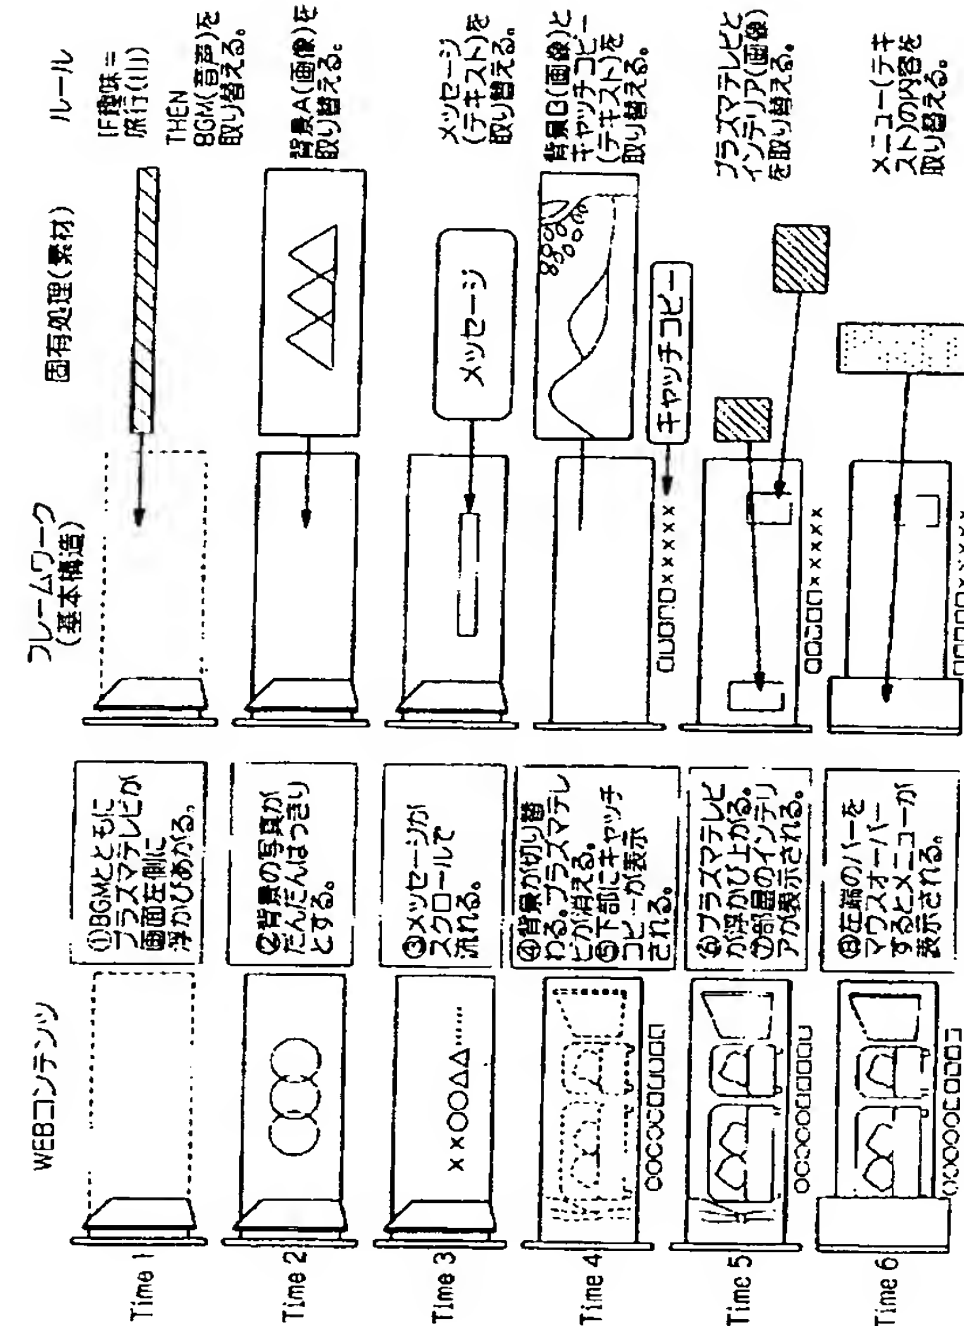 WEBコンテンツ
フレームワーク
(基本構造)
固有処理(素材)
ルール
Time 1
①BGMとともに
プラズマテレビが
画面左側に
浮かびあがる。
IF趣味=
旅行(山)
THEN
BGM(音声)を
取り替える。
Time 2
②背景の写真が
だんだんはっきり
とする。
背景A(画像)を
取り替える。
Time 3
××○○△△……
③メッセージが
スクロールで
流れる。
メッセージ
メッセージ
(テキスト)を
取り替える。
Time 4
④背景が切り替
わる。プラズマテレ
ビが消える。
⑤下部にキャッチ
コピーが表示
される。
□□□□×××××
キャッチコピー
背景B(画像)と
キャッチコピー
(テキスト)を
取り替える。
Time 5
⑥プラズマテレビ
が浮かび上がる。
⑦部屋のインテリ
アが表示される。
□□□□×××××
プラズマテレビと
インテリア(画像)
を取り替える。
Time 6
⑧左端のバーを
マウスオーバー
するとメニューが
表示される。
メニュー(テキ
スト)の内容を
取り替える。